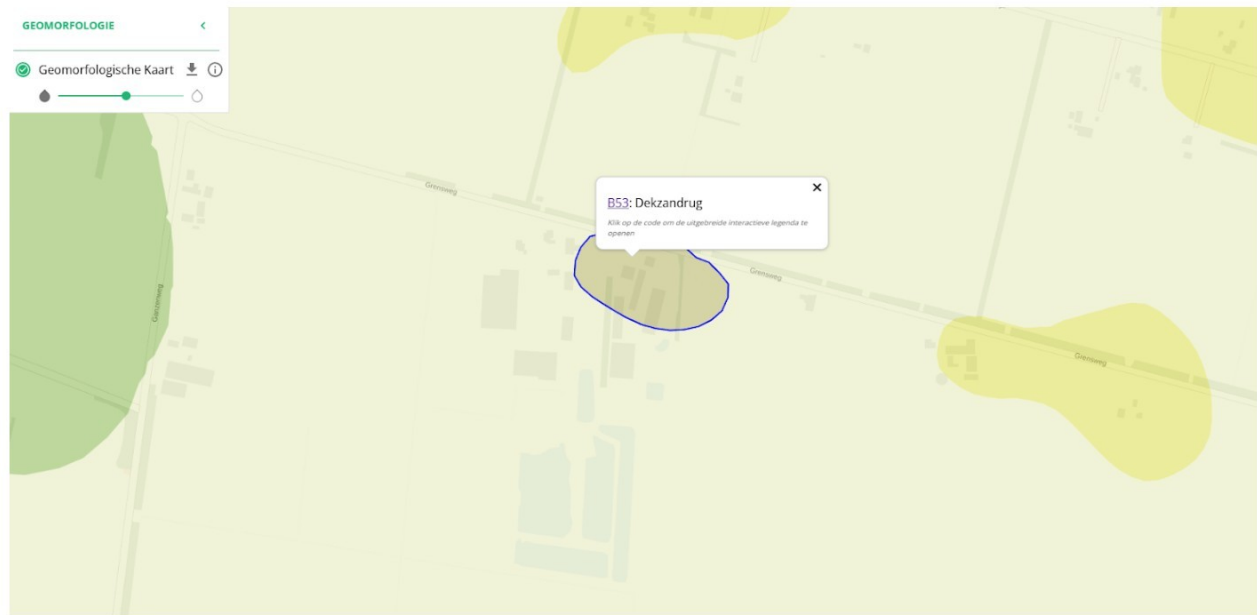 GEOMORFOLOGIE
Geomorfologische Kaart
Grensweg
B53: Dekzandrug
Klik op de code om de uitgebreide interactieve legenda te
openen
Grensweg
Ganzenweg
Grensweg